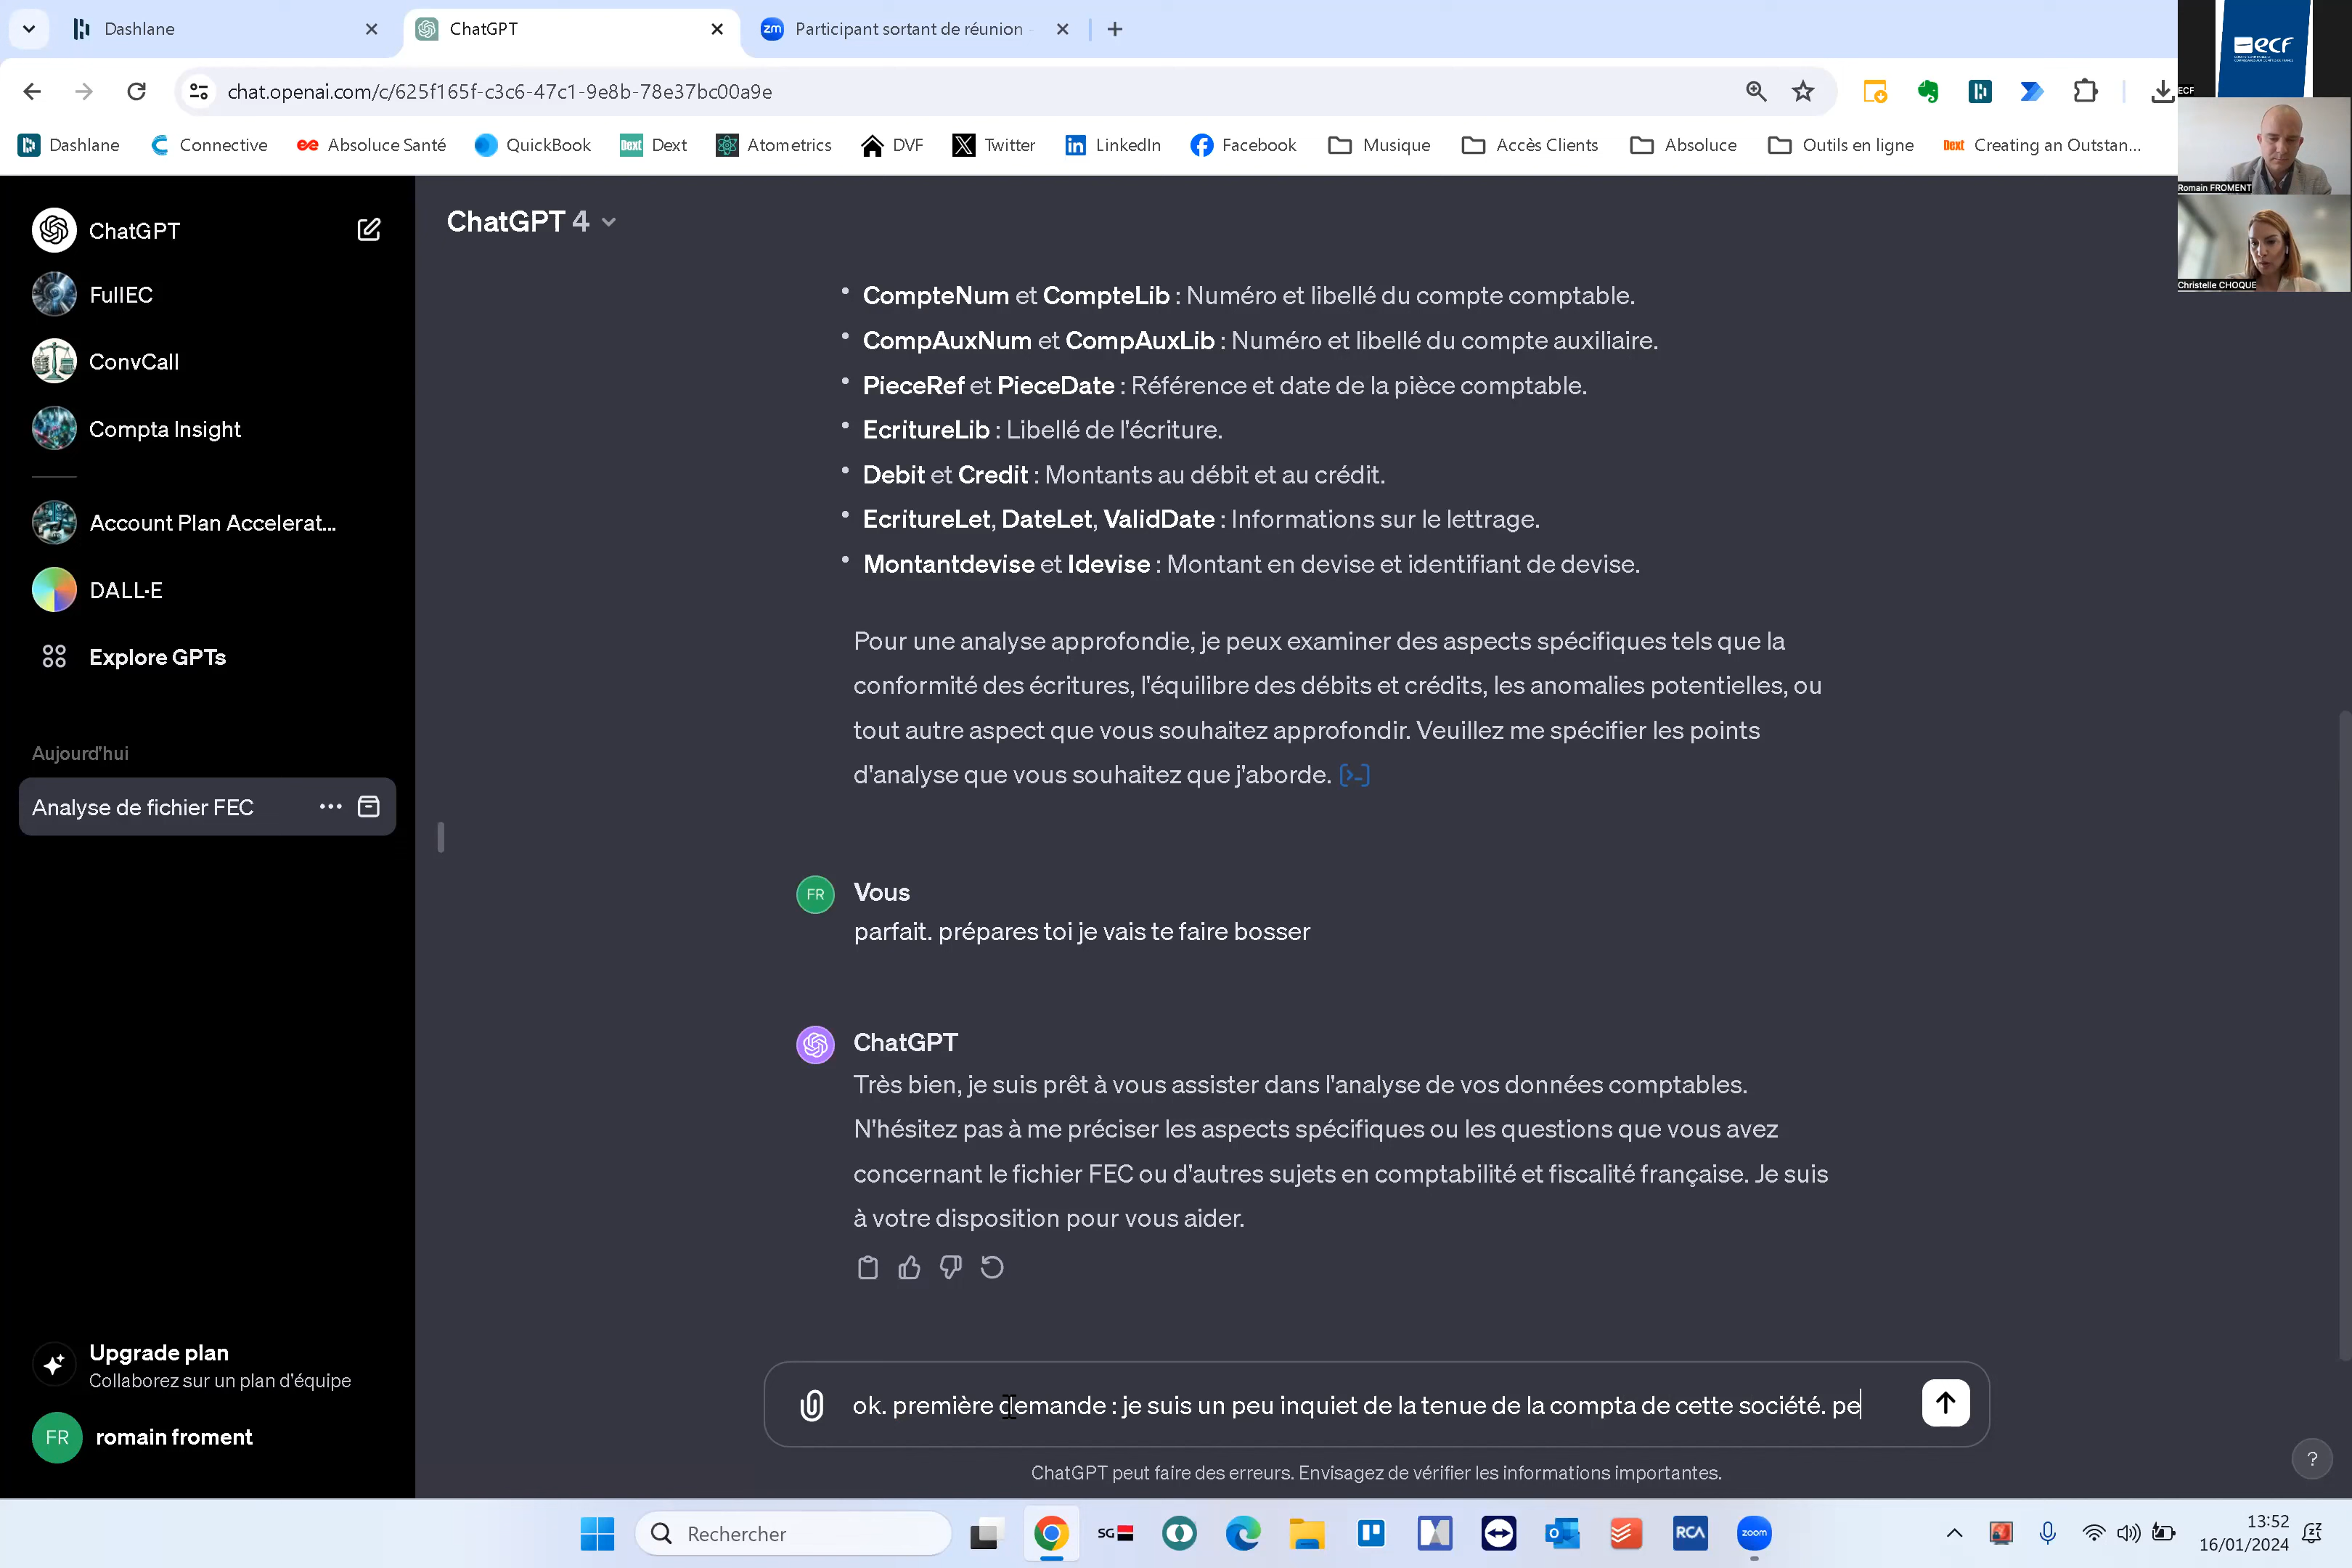 Dashlane
ChatGPT
zm Participant sortant de réunion
chat.openai.com/c/625f165f-c3c6-47c1-9e8b-78e37bc00a9e
Dashlane Connective Absoluce Santé QuickBook Dext Dext Atometrics DVF Twitter LinkedIn Facebook Musique Accès Clients Absoluce Outils en ligne Dext Creating an Outstan...
ecf
ECF
Romain FROMENT
Christelle CHOQUE
ChatGPT
FullEC
ConvCall
Compta Insight
Account Plan Accelerat...
DALL·E
Explore GPTs
Aujourd'hui
Analyse de fichier FEC
Upgrade plan
Collaborez sur un plan d'équipe
FR romain froment
ChatGPT 4
• CompteNum et CompteLib : Numéro et libellé du compte comptable.
• CompAuxNum et CompAuxLib : Numéro et libellé du compte auxiliaire.
• PieceRef et PieceDate : Référence et date de la pièce comptable.
• EcritureLib : Libellé de l'écriture.
• Debit et Credit : Montants au débit et au crédit.
• EcritureLet, DateLet, ValidDate : Informations sur le lettrage.
• Montantdevise et Idevise : Montant en devise et identifiant de devise.
Pour une analyse approfondie, je peux examiner des aspects spécifiques tels que la
conformité des écritures, l'équilibre des débits et crédits, les anomalies potentielles, ou
tout autre aspect que vous souhaitez approfondir. Veuillez me spécifier les points
d'analyse que vous souhaitez que j'aborde. [>-]
FR Vous
parfait. prépares toi je vais te faire bosser
ChatGPT
Très bien, je suis prêt à vous assister dans l'analyse de vos données comptables.
N'hésitez pas à me préciser les aspects spécifiques ou les questions que vous avez
concernant le fichier FEC ou d'autres sujets en comptabilité et fiscalité française. Je suis
à votre disposition pour vous aider.
ok. première demande : je suis un peu inquiet de la tenue de la compta de cette société. pe
ChatGPT peut faire des erreurs. Envisagez de vérifier les informations importantes.
?
Rechercher
SG
RCA
zoom
13:52
16/01/2024